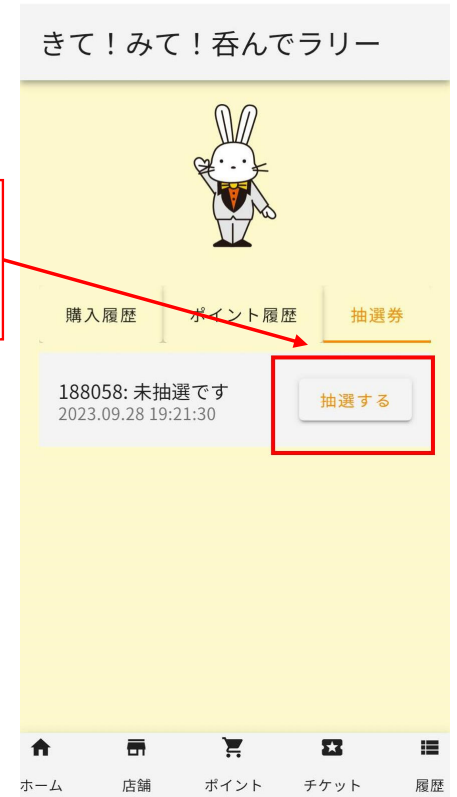 きて！みて！呑んでラリー
購入履歴 ポイント履歴 抽選券
188058: 未抽選です
2023.09.28 19:21:30
抽選する
ホーム 店舗 ポイント チケット 履歴